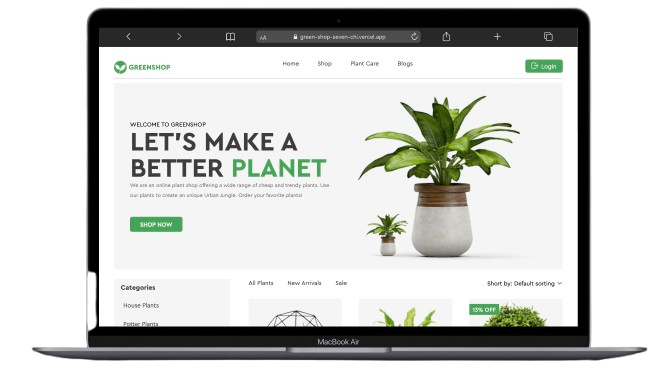 AA green-shop-seven-chi.vercel.app
GREENSHOP
Home Shop Plant Care Blogs
Login
WELCOME TO GREENSHOP
LET'S MAKE A
BETTER PLANET
We are an online plant shop offering a wide range of cheap and trendy plants. Use
our plants to create an unique Urban Jungle. Order your favorite plants!
SHOP NOW
Categories
All Plants New Arrivals Sale
Short by: Default sorting
House Plants
Potter Plants
13% OFF
MacBook Air